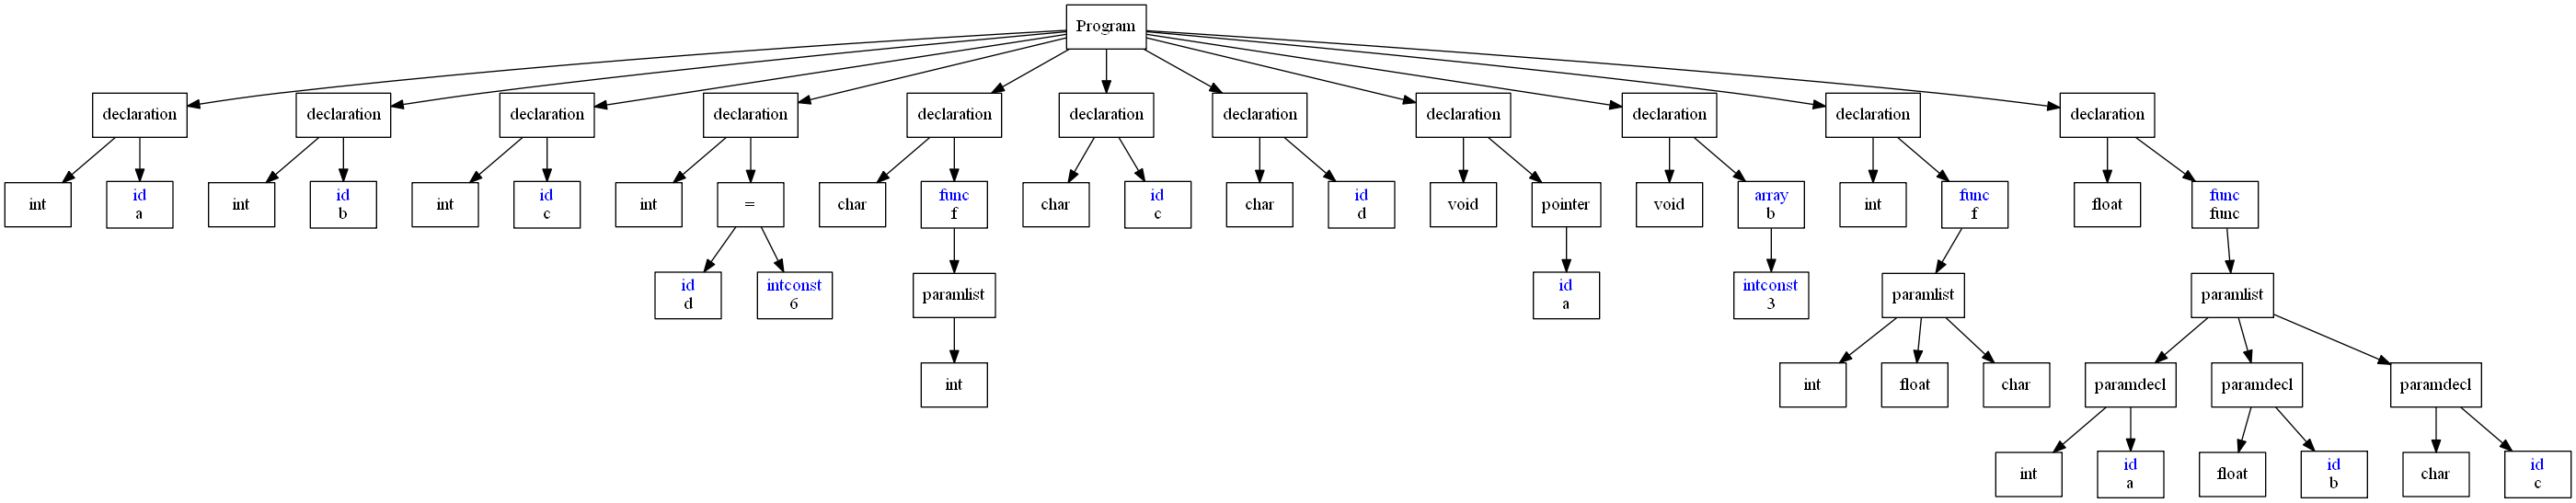 Program
declaration declaration declaration declaration declaration declaration declaration declaration declaration declaration declaration
int id a int id b int id c int = char func f char id c char id d void pointer void array b int func f float func func
id d intconst 6 paramlist id a intconst 3 paramlist paramlist
int int float char paramdecl paramdecl paramdecl
int id a float id b char id c